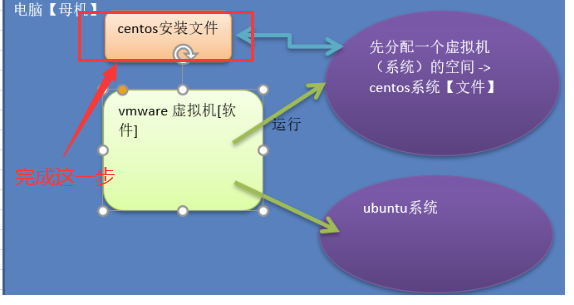 电脑【母机】
centos安装文件
先分配一个虚拟机
（系统）的空间 ->
centos系统【文件】
vmware 虚拟机[软
件]
运行
完成这一步
ubuntu系统